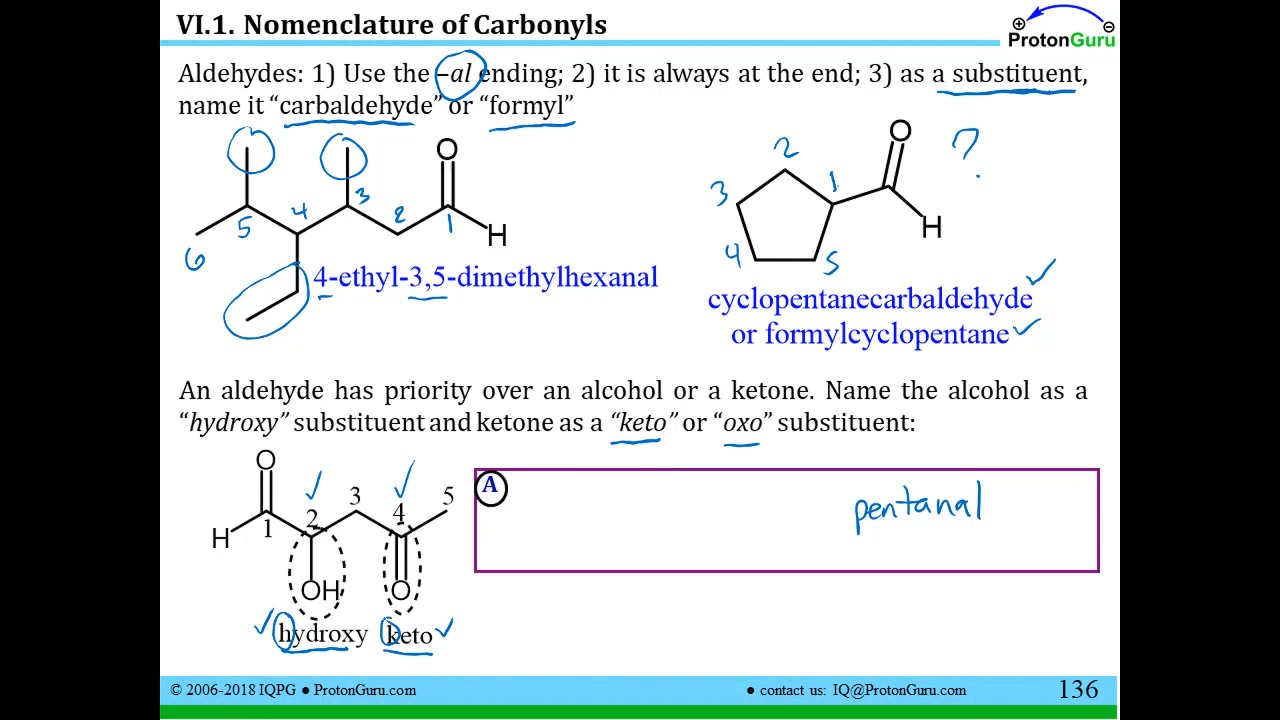 VI.1. Nomenclature of Carbonyls
ProtonGuru
Aldehydes: 1) Use the –al ending; 2) it is always at the end; 3) as a substituent,
name it “carbaldehyde” or “formyl”
O
H
1
2
3
4
5
6
4-ethyl-3,5-dimethylhexanal
O
H
?
1
2
3
4
5
cyclopentanecarbaldehyde
or formylcyclopentane
An aldehyde has priority over an alcohol or a ketone. Name the alcohol as a
“hydroxy” substituent and ketone as a “keto” or “oxo” substituent:
O
H
1
2
3
4
5
OH
O
hydroxy
keto
A
pentanal
© 2006-2018 IQPG ● ProtonGuru.com
● contact us: IQ@ProtonGuru.com
136